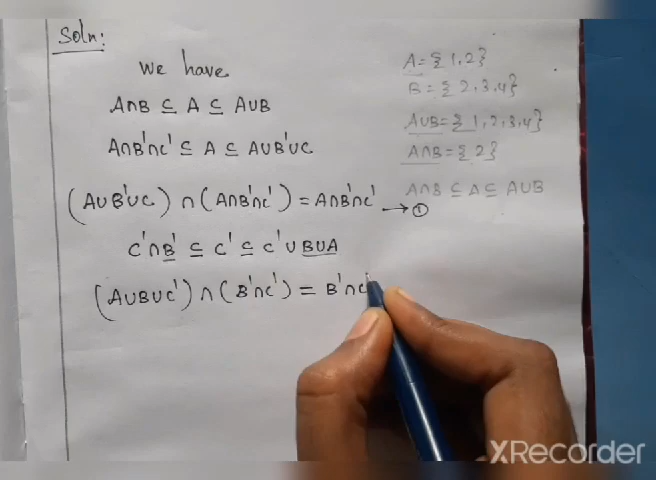 Soln:
we have
A∩B ⊆ A ⊆ A∪B
A∩B'∩C' ⊆ A ⊆ A∪B'∪C
(A∪B'∪C) ∩ (A∩B'∩C') = A∩B'∩C' → ①
C'∩B' ⊆ C' ⊆ C'∪B∪A
(A∪B∪C') ∩ (B'∩C') = B'∩C
A = {1,2}
B = {2,3,4}
A∪B = {1,2,3,4}
A∩B = {2}
A∩B ⊆ A ⊆ A∪B
XRecorder